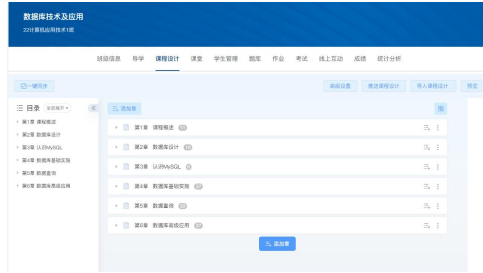 数据库技术及应用
22计算机应用技术1班
班级信息 导学 课程设计 课堂 学生管理 题库 作业 考试 线上互动 成绩 统计分析
一键同步 高级设置 推送课程设计 导入课程设计 预览
目录 全部展开
添加章
第1章 课程概述
第2章 数据库设计
第3章 认识MySQL
第4章 数据库基础实施
第5章 数据查询
第6章 数据库高级应用
第1章 课程概述
第2章 数据库设计
第3章 认识MySQL
第4章 数据库基础实施
第5章 数据查询
第6章 数据库高级应用
添加章